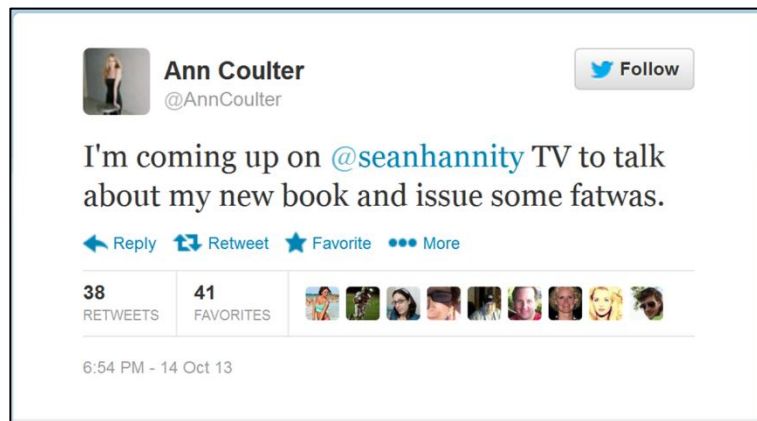 Ann Coulter
@AnnCoulter
Follow
I'm coming up on @seanhannity TV to talk
about my new book and issue some fatwas.
Reply Retweet Favorite More
38
RETWEETS
41
FAVORITES
6:54 PM - 14 Oct 13